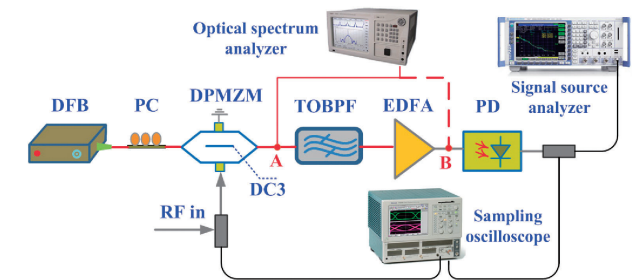 Optical spectrum
analyzer
Signal source
analyzer
DFB
PC
DPMZM
TOBPF
EDFA
PD
A
B
DC3
RF in
Sampling
oscilloscope